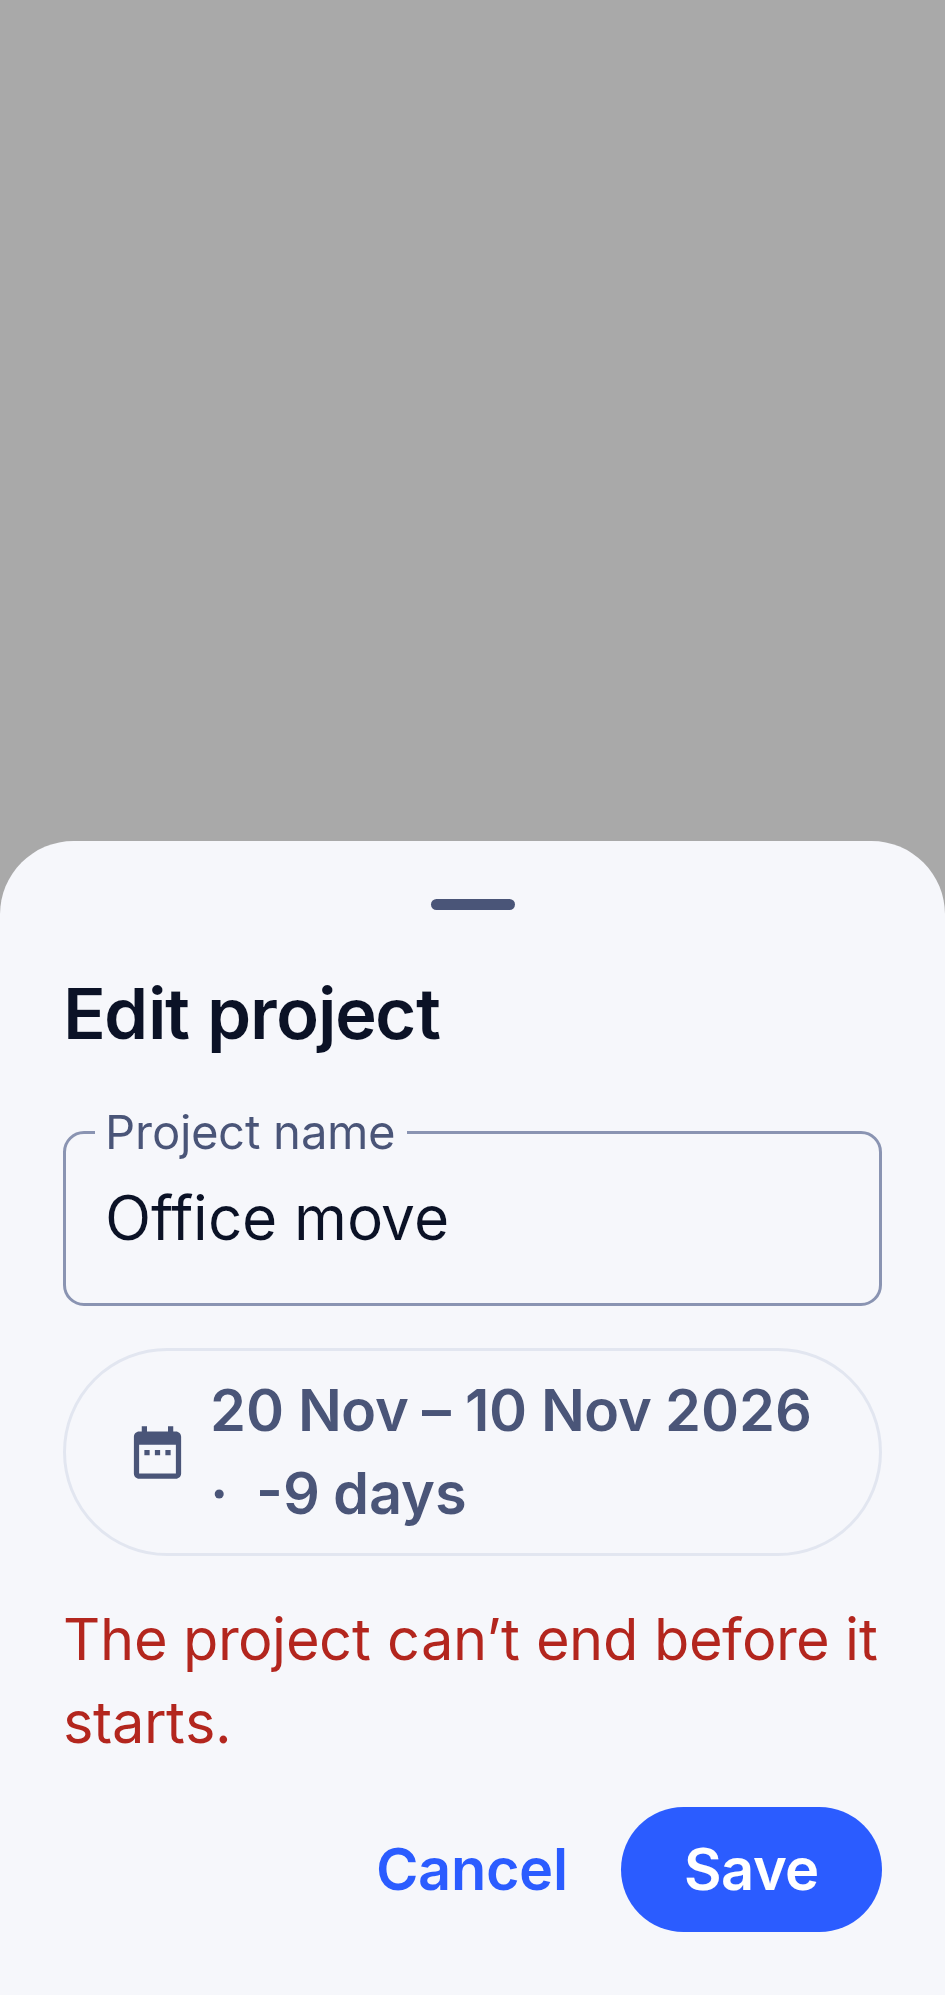 Edit project
Project name
Office move
20 Nov – 10 Nov 2026
· -9 days
The project can’t end before it
starts.
Cancel Save